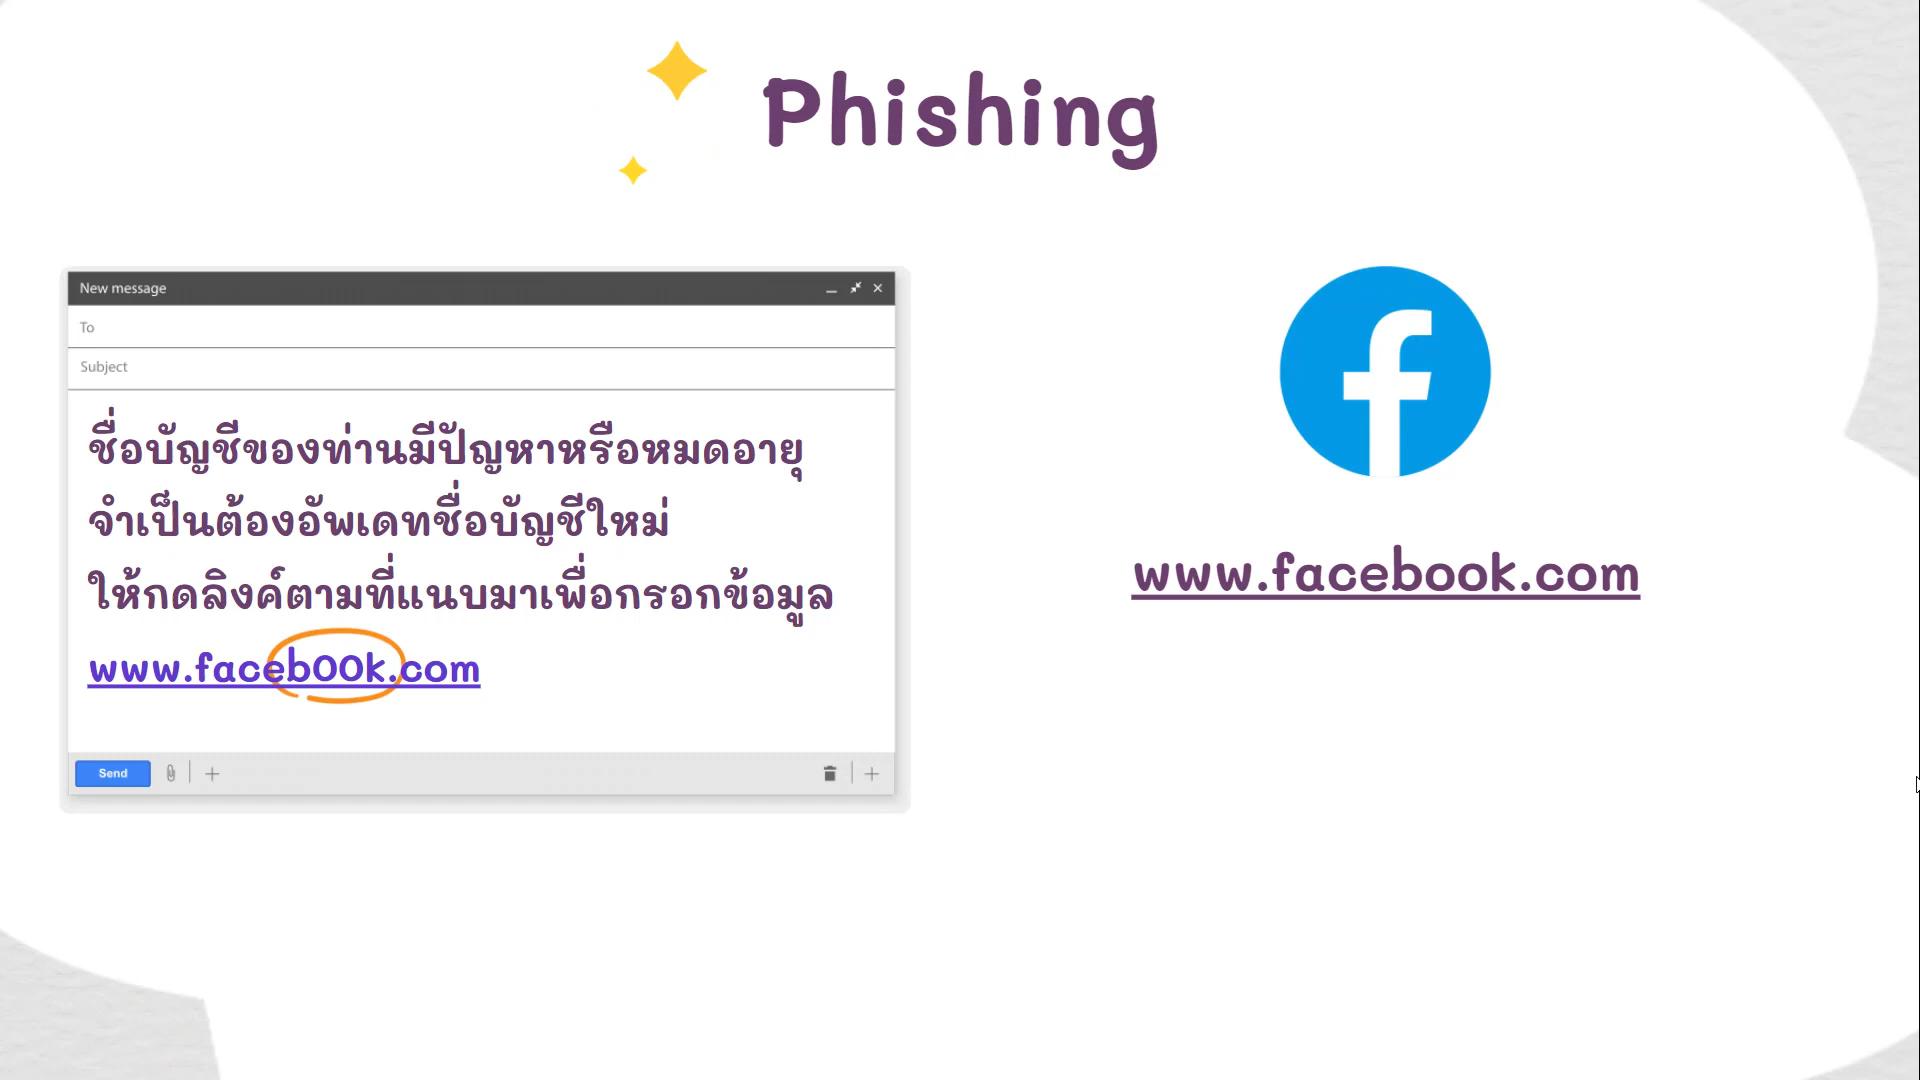 Phishing
New message
To
Subject
ชื่อบัญชีของท่านมีปัญหาหรือหมดอายุ
จำเป็นต้องอัพเดทชื่อบัญชีใหม่
ให้กดลิงค์ตามที่แนบมาเพื่อกรอกข้อมูล
www.faceb00k.com
Send
www.facebook.com